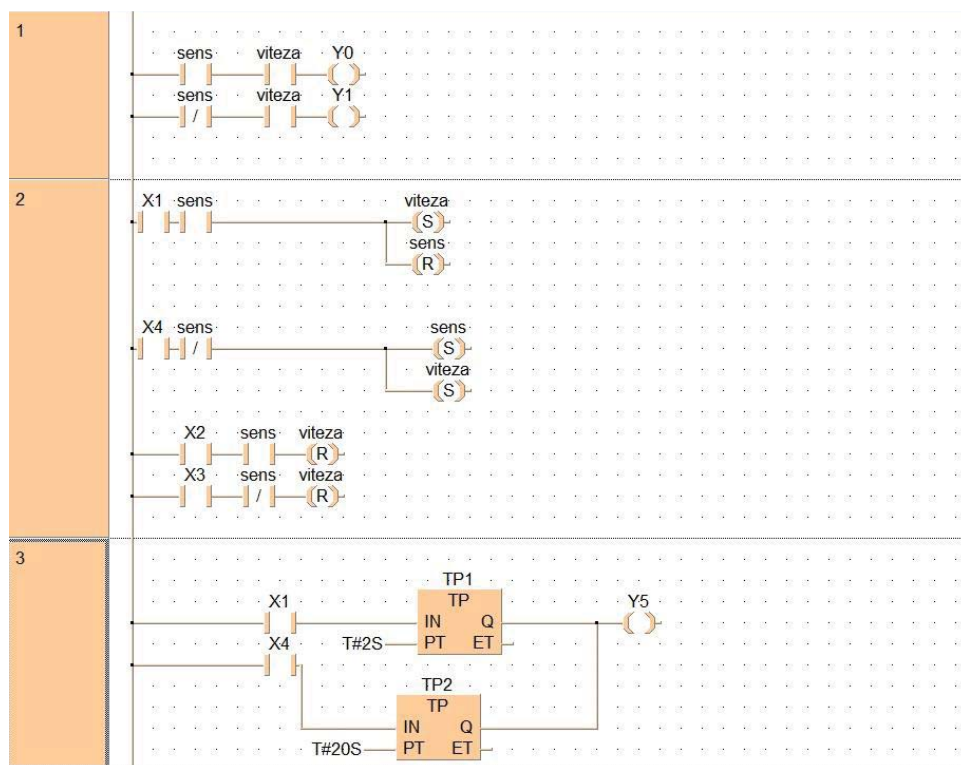 1
sens viteza Y0
sens viteza Y1
/
2
X1 sens viteza
S
sens
R
X4 sens sens
/ S
viteza
S
X2 sens viteza
R
X3 sens viteza
/ R
3
TP1
X1 TP Y5
IN Q
T#2S PT ET
X4
TP2
TP
IN Q
T#20S PT ET